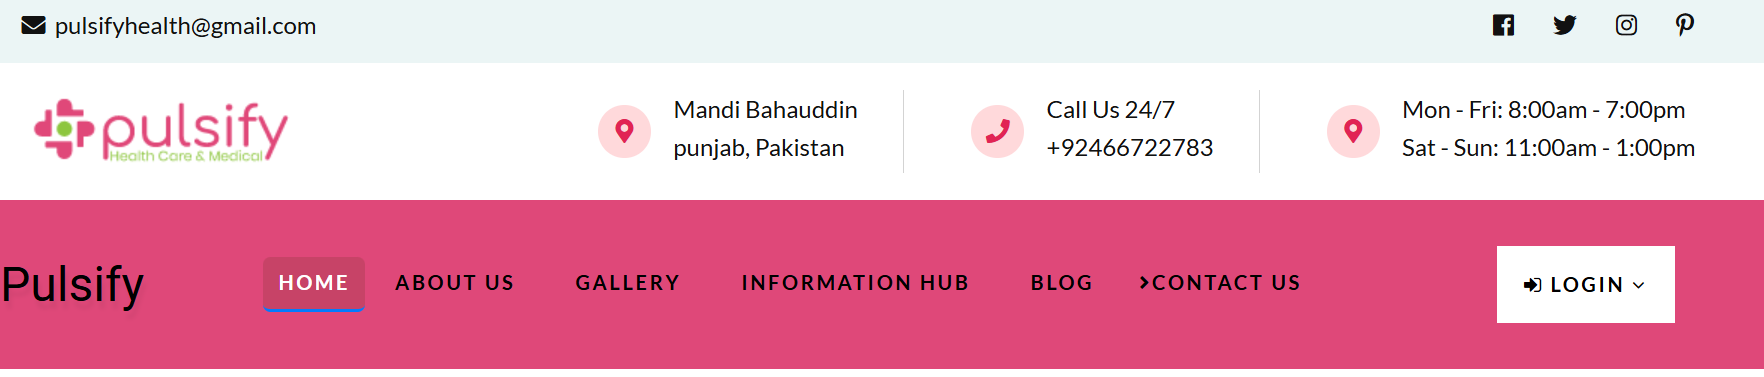 pulsifyhealth@gmail.com
pulsify
Health Care & Medical
Mandi Bahauddin
punjab, Pakistan
Call Us 24/7
+92466722783
Mon - Fri: 8:00am - 7:00pm
Sat - Sun: 11:00am - 1:00pm
Pulsify
HOME ABOUT US GALLERY INFORMATION HUB BLOG CONTACT US LOGIN